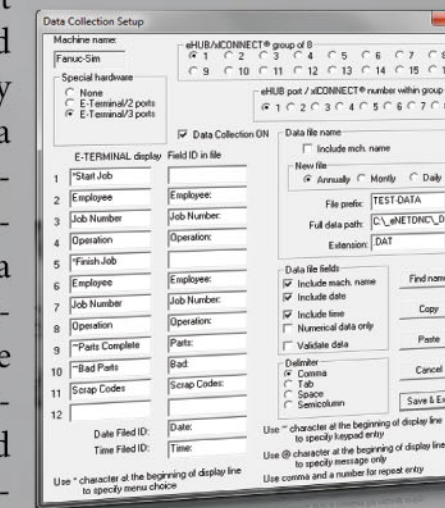 t
d
y
a
-
-
a
-
e
-
d
-
Data Collection Setup
Machine name:
Fanuc-Sim
Special hardware
None
E-Terminal/2 ports
E-Terminal/3 ports
eHUB/xlCONNECT® group of 8
1 2 3 4 5 6 7 8
9 10 11 12 13 14 15
eHUB port / xlCONNECT® number within group
1 2 3 4 5 6 7
Data Collection ON
E-TERMINAL display Field ID in file
1 *Start Job
2 Employee Employee:
3 Job Number Job Number:
4 Operation Operation:
5 *Finish Job
6 Employee Employee:
7 Job Number Job Number:
8 Operation Operation:
9 ~Parts Complete Parts:
10 ~Bad Parts Bad:
11 Scrap Codes Scrap Codes:
12
Date Filed ID: Date:
Time Filed ID: Time:
Use * character at the beginning of display line
to specify menu choice
Data file name
Include mch. name
New file
Annually Montly Daily
File prefix: TEST-DATA
Full data path: C:\_eNETDNC\_D
Extension: .DAT
Data file fields
Include mach. name
Include date
Include time
Numerical data only
Validate data
Delimiter
Comma
Tab
Space
Semicolumn
Find name
Copy
Paste
Cancel
Save & Ex
Use ~ character at the beginning of display line
to specify keypad entry
Use @ character at the beginning of display line
to specify message only
Use comma and a number for repeat entry